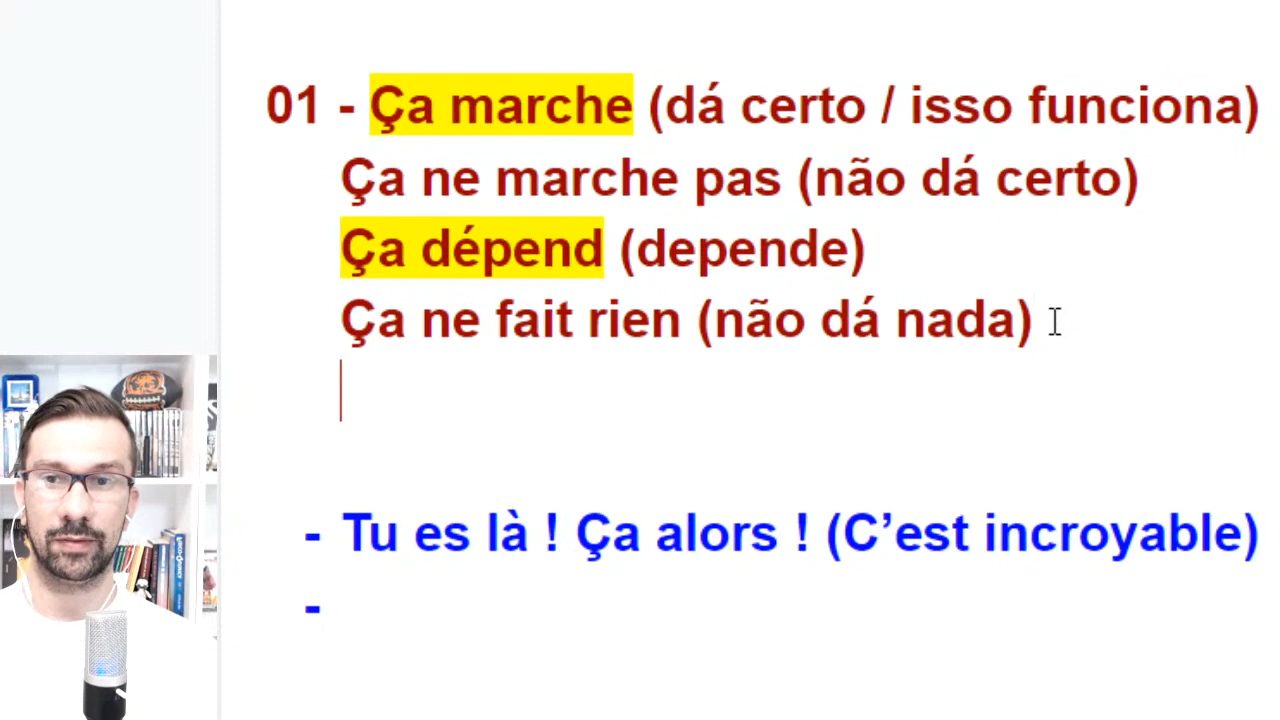 01 - Ça marche (dá certo / isso funciona)
Ça ne marche pas (não dá certo)
Ça dépend (depende)
Ça ne fait rien (não dá nada)
- Tu es là ! Ça alors ! (C’est incroyable)
-